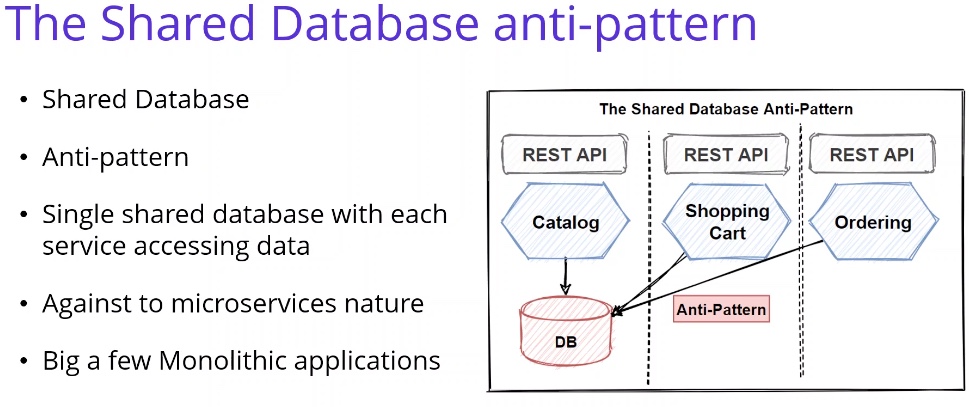 The Shared Database anti-pattern
• Shared Database
• Anti-pattern
• Single shared database with each
service accessing data
• Against to microservices nature
• Big a few Monolithic applications
The Shared Database Anti-Pattern
REST API
REST API
REST API
Catalog
Shopping
Cart
Ordering
Anti-Pattern
DB